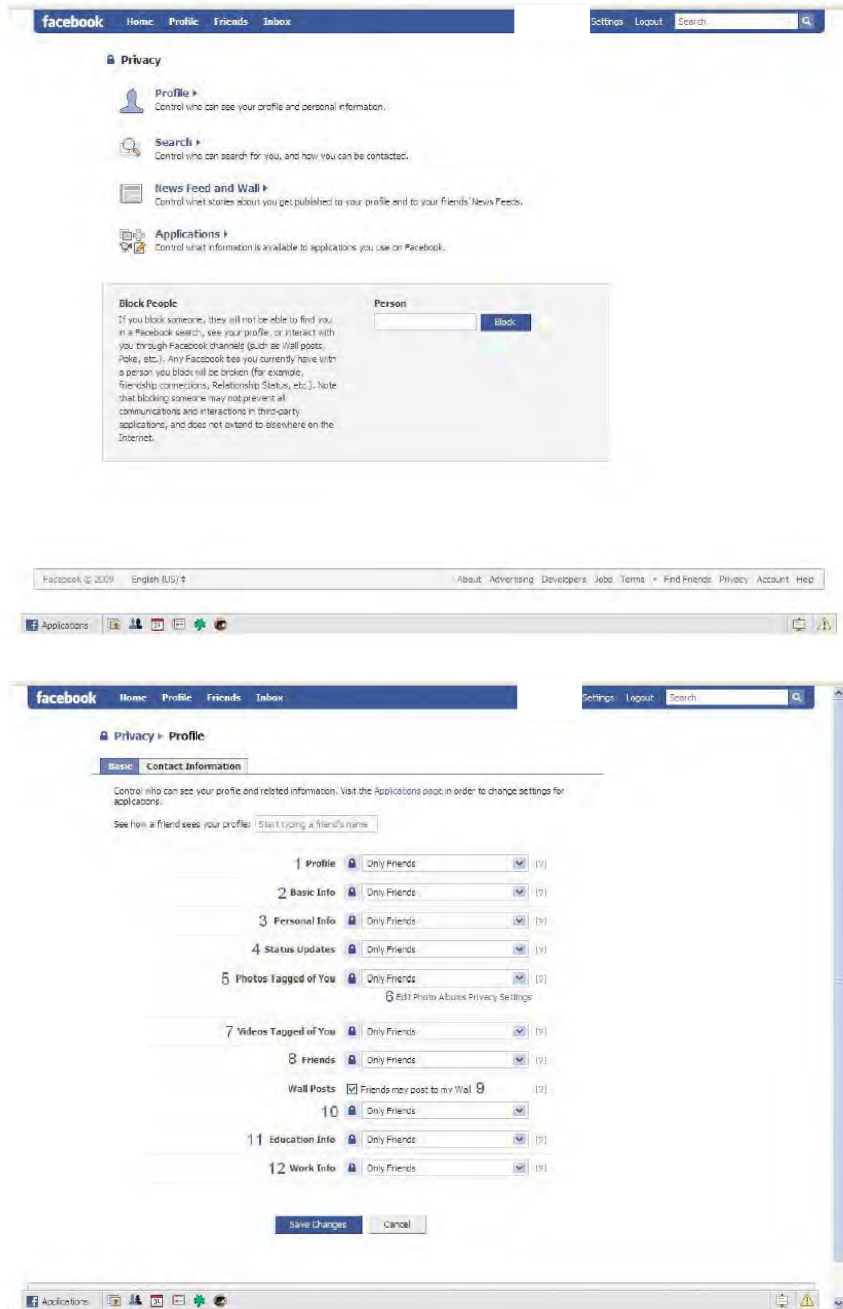 facebook Home Profile Friends Inbox Settings Logout Search
Privacy
Profile
Control who can see your profile and personal information.
Search
Control who can search for you, and how you can be contacted.
News Feed and Wall
Control what stories about you get published to your profile and to your friends' News Feeds.
Applications
Control what information is available to applications you use on Facebook.
Block People Person
If you block someone, they will not be able to find you
in a Facebook search, see your profile, or interact with
you through Facebook channels (such as Wall posts,
Poke, etc.). Any Facebook ties you currently have with
a person you block will be broken (for example,
friendship connections, Relationship Status, etc.). Note
that blocking someone may not prevent all
communications and interactions in third-party
applications, and does not extend to elsewhere on the
Internet.
Block
Facebook © 2009 English (US) About Advertising Developers Jobs Terms • Find Friends Privacy Account Help
Applications
facebook Home Profile Friends Inbox Settings Logout Search
Privacy Profile
Basic Contact Information
Control who can see your profile and related information. Visit the Applications page in order to change settings for
applications.
See how a friend sees your profile: Start typing a friend's name
1 Profile Only Friends [?]
2 Basic Info Only Friends [?]
3 Personal Info Only Friends [?]
4 Status Updates Only Friends [?]
5 Photos Tagged of You Only Friends [?]
6 Edit Photo Albums Privacy Settings
7 Videos Tagged of You Only Friends [?]
8 Friends Only Friends [?]
Wall Posts Friends may post to my Wall 9 [?]
10 Only Friends
11 Education Info Only Friends [?]
12 Work Info Only Friends [?]
Save Changes Cancel
Applications